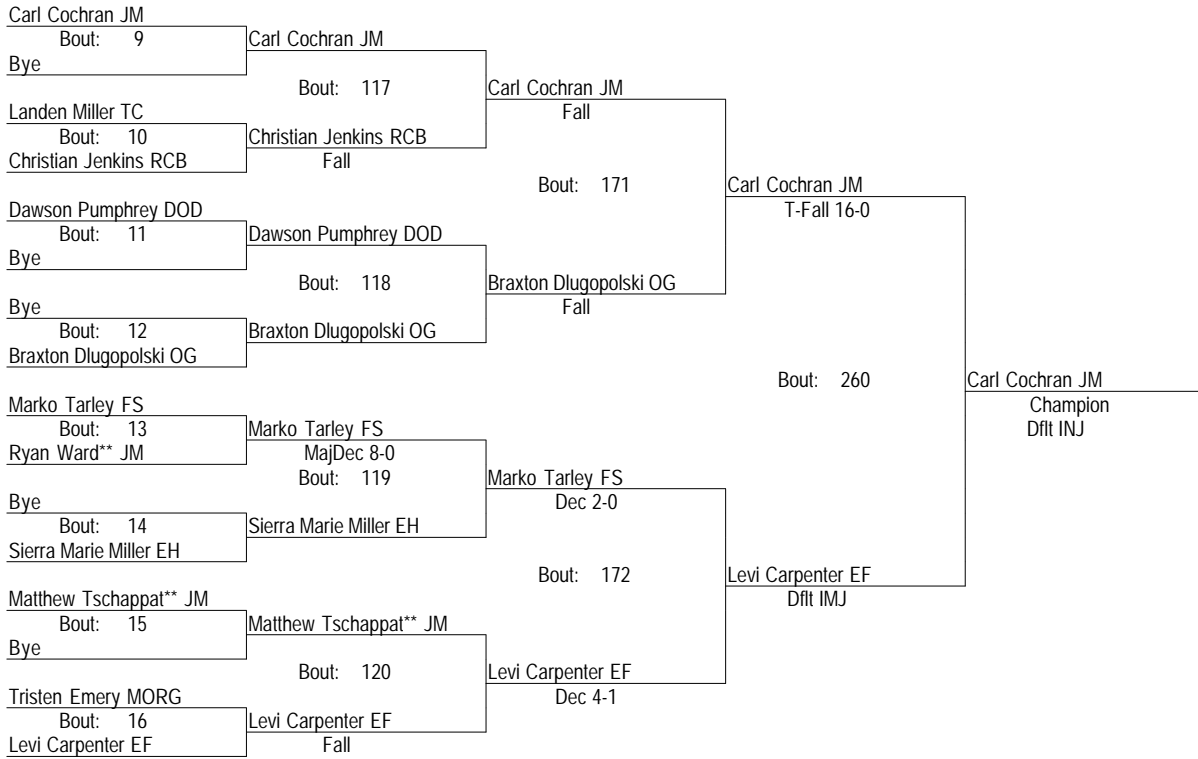 Carl Cochran JM
Bout: 9
Carl Cochran JM
Bye
Bout: 117
Carl Cochran JM
Fall
Landen Miller TC
Bout: 10
Christian Jenkins RCB
Christian Jenkins RCB
Fall
Bout: 171
Carl Cochran JM
T-Fall 16-0
Dawson Pumphrey DOD
Bout: 11
Dawson Pumphrey DOD
Bye
Bout: 118
Braxton Dlugopolski OG
Fall
Bye
Bout: 12
Braxton Dlugopolski OG
Braxton Dlugopolski OG
Bout: 260
Carl Cochran JM
Champion
Dflt INJ
Marko Tarley FS
Bout: 13
Marko Tarley FS
Ryan Ward** JM
MajDec 8-0
Bout: 119
Marko Tarley FS
Dec 2-0
Bye
Bout: 14
Sierra Marie Miller EH
Sierra Marie Miller EH
Bout: 172
Levi Carpenter EF
Dflt IMJ
Matthew Tschappat** JM
Bout: 15
Matthew Tschappat** JM
Bye
Bout: 120
Levi Carpenter EF
Dec 4-1
Tristen Emery MORG
Bout: 16
Levi Carpenter EF
Levi Carpenter EF
Fall